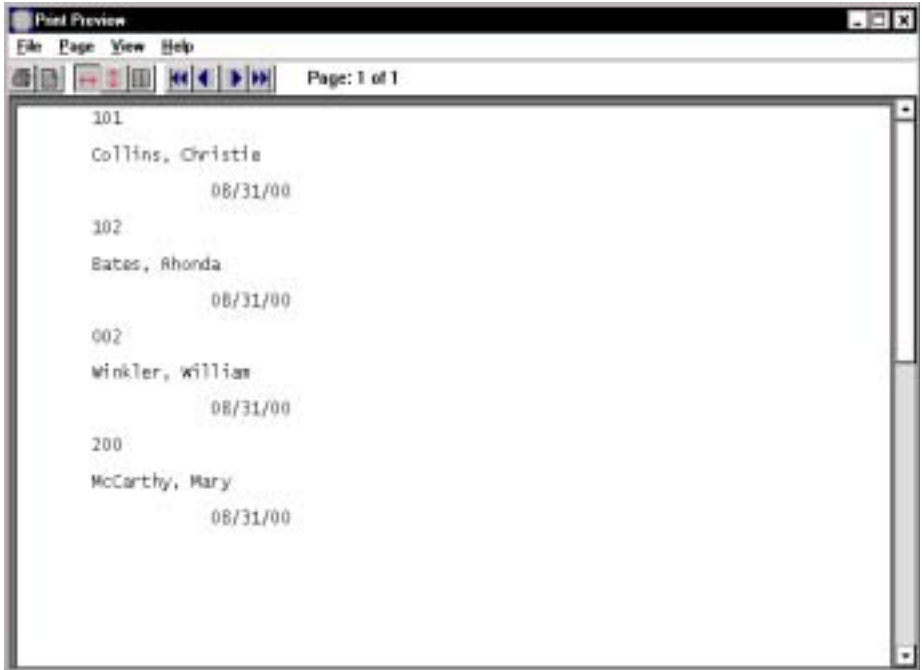 Print Preview
File Page View Help
Page: 1 of 1
101
Collins, Christie
08/31/00
102
Bates, Rhonda
08/31/00
002
Winkler, William
08/31/00
200
McCarthy, Mary
08/31/00